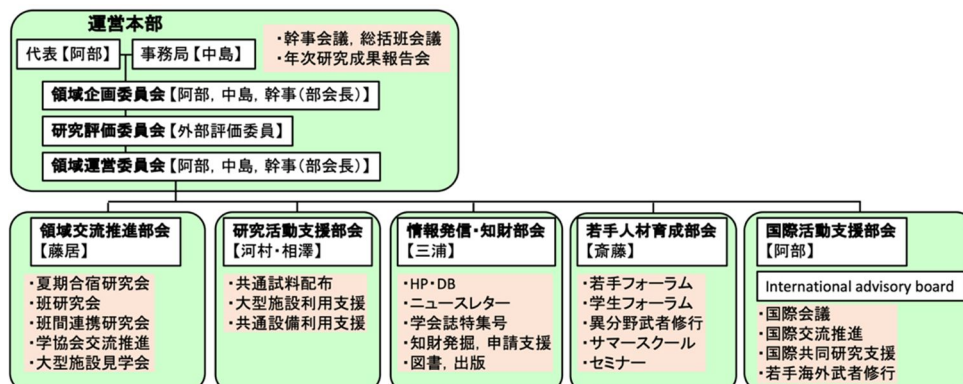 運営本部
代表【阿部】
事務局【中島】
・幹事会議, 総括班会議
・年次研究成果報告会
領域企画委員会【阿部, 中島, 幹事(部会長)】
研究評価委員会【外部評価委員】
領域運営委員会【阿部, 中島, 幹事(部会長)】
領域交流推進部会
【藤居】
・夏期合宿研究会
・班研究会
・班間連携研究会
・学協会交流推進
・大型施設見学会
研究活動支援部会
【河村・相澤】
・共通試料配布
・大型施設利用支援
・共通設備利用支援
情報発信・知財部会
【三浦】
・HP・DB
・ニュースレター
・学会誌特集号
・知財発掘, 申請支援
・図書, 出版
若手人材育成部会
【斎藤】
・若手フォーラム
・学生フォーラム
・異分野武者修行
・サマースクール
・セミナー
国際活動支援部会
【阿部】
International advisory board
・国際会議
・国際交流推進
・国際共同研究支援
・若手海外武者修行